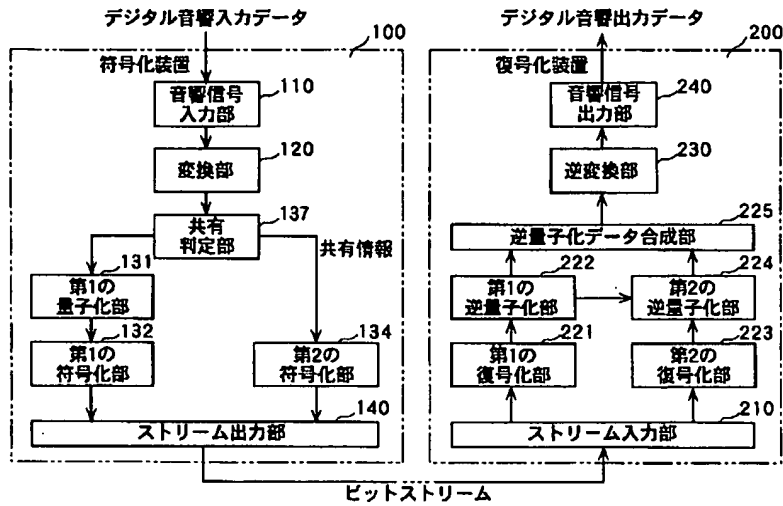 デジタル音響入力データ
100
符号化装置
音響信号
入力部
110
変換部
120
共有
判定部
137
共有情報
131
第1の
量子化部
132
第1の
符号化部
134
第2の
符号化部
140
ストリーム出力部
デジタル音響出力データ
200
復号化装置
音響信号
出力部
240
逆変換部
230
225
逆量子化データ合成部
222
第1の
逆量子化部
224
第2の
逆量子化部
221
第1の
復号化部
223
第2の
復号化部
210
ストリーム入力部
ビットストリーム